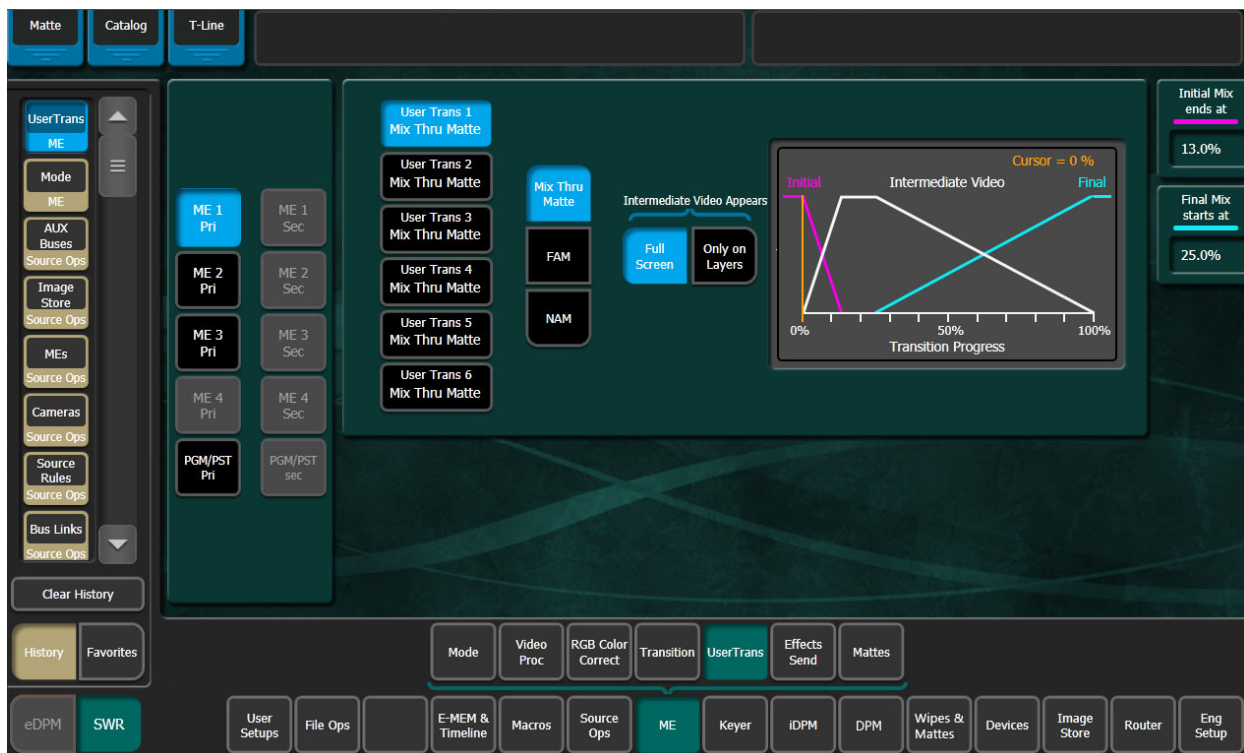 Matte
Catalog
T-Line
UserTrans
ME
Mode
ME
AUX
Buses
Source Ops
Image
Store
Source Ops
MEs
Source Ops
Cameras
Source Ops
Source
Rules
Source Ops
Bus Links
Source Ops
Clear History
History
Favorites
eDPM
SWR
ME 1
Pri
ME 1
Sec
ME 2
Pri
ME 2
Sec
ME 3
Pri
ME 3
Sec
ME 4
Pri
ME 4
Sec
PGM/PST
Pri
PGM/PST
sec
User Trans 1
Mix Thru Matte
User Trans 2
Mix Thru Matte
User Trans 3
Mix Thru Matte
User Trans 4
Mix Thru Matte
User Trans 5
Mix Thru Matte
User Trans 6
Mix Thru Matte
Mix Thru
Matte
FAM
NAM
Intermediate Video Appears
Full
Screen
Only on
Layers
Cursor = 0 %
Initial
Intermediate Video
Final
0%
50%
100%
Transition Progress
Initial Mix
ends at
13.0%
Final Mix
starts at
25.0%
Mode
Video
Proc
RGB Color
Correct
Transition
UserTrans
Effects
Send
Mattes
User
Setups
File Ops
E-MEM &
Timeline
Macros
Source
Ops
ME
Keyer
iDPM
DPM
Wipes &
Mattes
Devices
Image
Store
Router
Eng
Setup